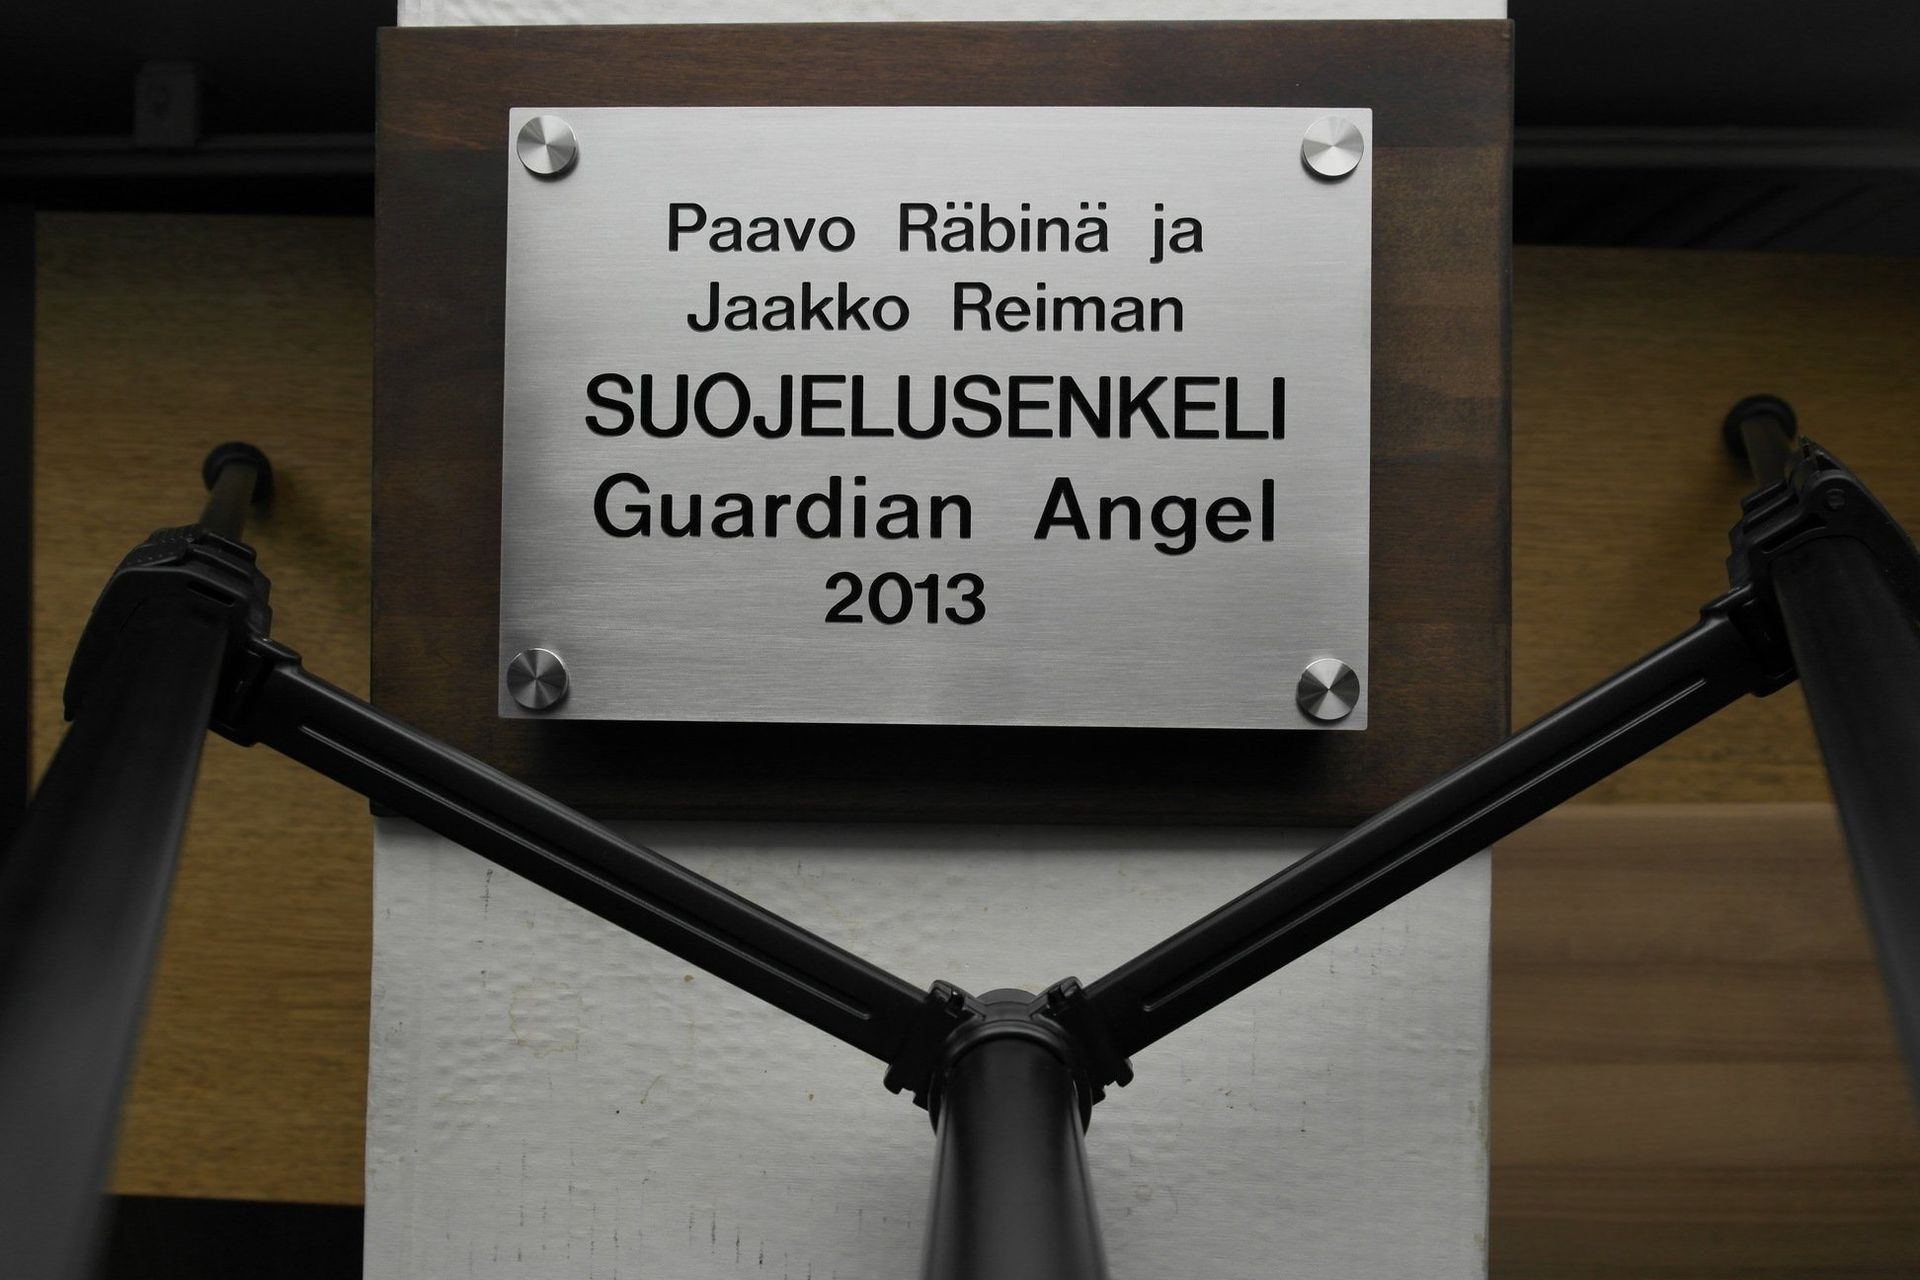 Paavo Räbinä ja
Jaakko Reiman
SUOJELUSENKELI
Guardian Angel
2013